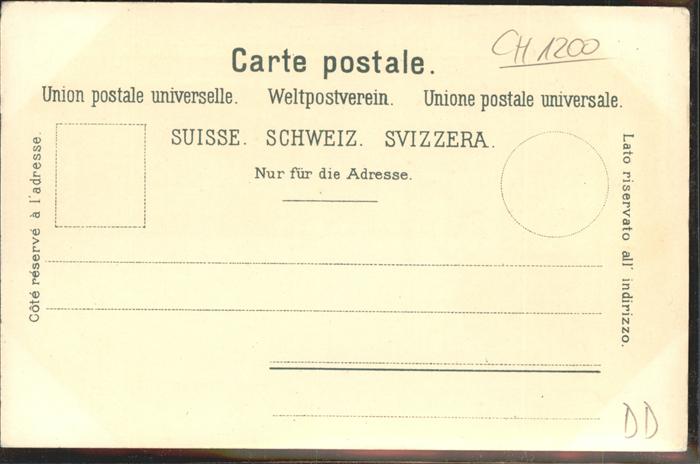 CH 1200
Carte postale.
Union postale universelle. Weltpostverein. Unione postale universale.
SUISSE. SCHWEIZ. SVIZZERA.
Nur für die Adresse.
Côté réservé à l'adresse.
Lato riservato all' indirizzo.
DD